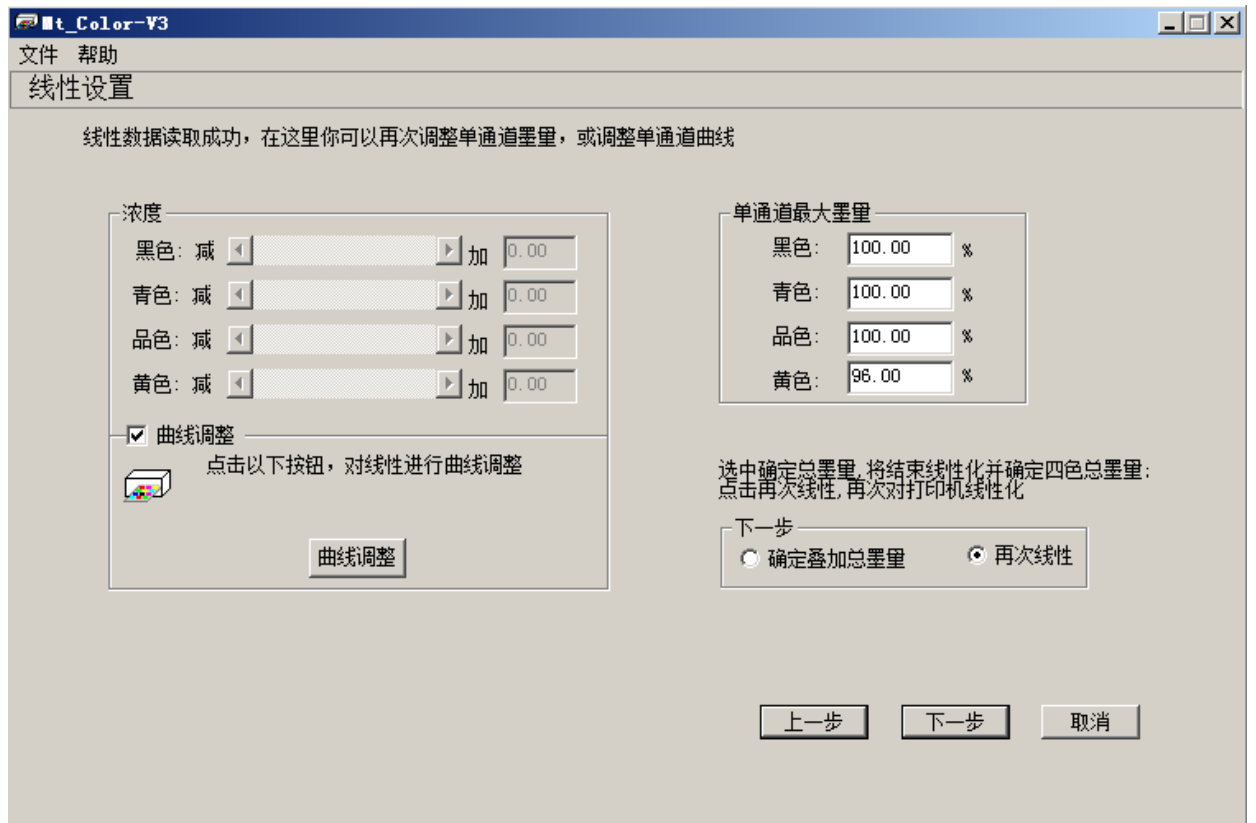 Mt_Color-V3
文件 帮助
线性设置
线性数据读取成功，在这里你可以再次调整单通道墨量，或调整单通道曲线
浓度
黑色: 减 加 0.00
青色: 减 加 0.00
品色: 减 加 0.00
黄色: 减 加 0.00
曲线调整
点击以下按钮，对线性进行曲线调整
曲线调整
单通道最大墨量
黑色: 100.00 %
青色: 100.00 %
品色: 100.00 %
黄色: 96.00 %
选中确定总墨量,将结束线性化并确定四色总墨量;
点击再次线性,再次对打印机线性化
下一步
确定叠加总墨量 再次线性
上一步 下一步 取消